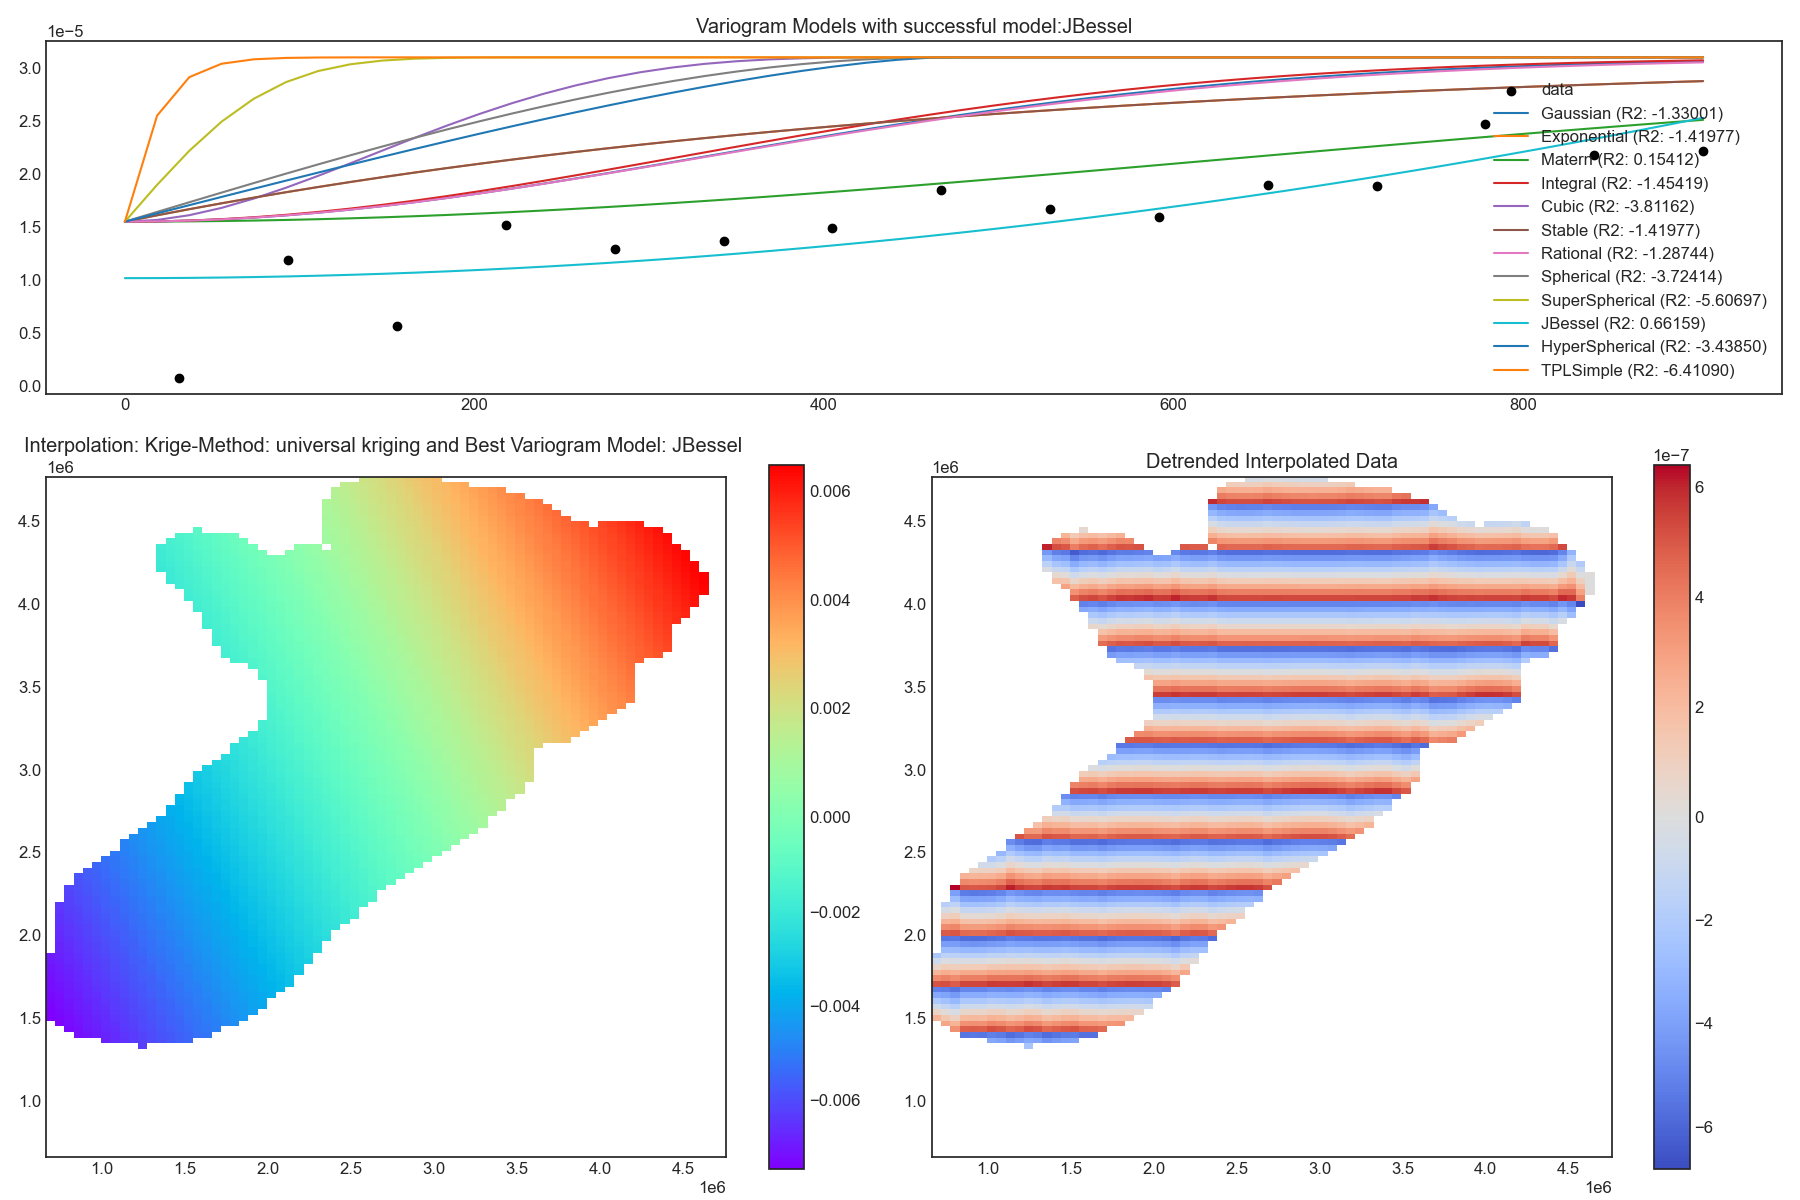 Variogram Models with successful model:JBessel
1e−5
3.0
2.5
2.0
1.5
1.0
0.5
0.0
0 200 400 600 800
data
Gaussian (R2: -1.33001)
Exponential (R2: -1.41977)
Matern (R2: 0.15412)
Integral (R2: -1.45419)
Cubic (R2: -3.81162)
Stable (R2: -1.41977)
Rational (R2: -1.28744)
Spherical (R2: -3.72414)
SuperSpherical (R2: -5.60697)
JBessel (R2: 0.66159)
HyperSpherical (R2: -3.43850)
TPLSimple (R2: -6.41090)
Interpolation: Krige-Method: universal kriging and Best Variogram Model: JBessel
1e6
4.5
4.0
3.5
3.0
2.5
2.0
1.5
1.0
1.0 1.5 2.0 2.5 3.0 3.5 4.0 4.5
1e6
0.006
0.004
0.002
0.000
−0.002
−0.004
−0.006
Detrended Interpolated Data
1e6
4.5
4.0
3.5
3.0
2.5
2.0
1.5
1.0
1.0 1.5 2.0 2.5 3.0 3.5 4.0 4.5
1e6
1e−7
6
4
2
0
−2
−4
−6